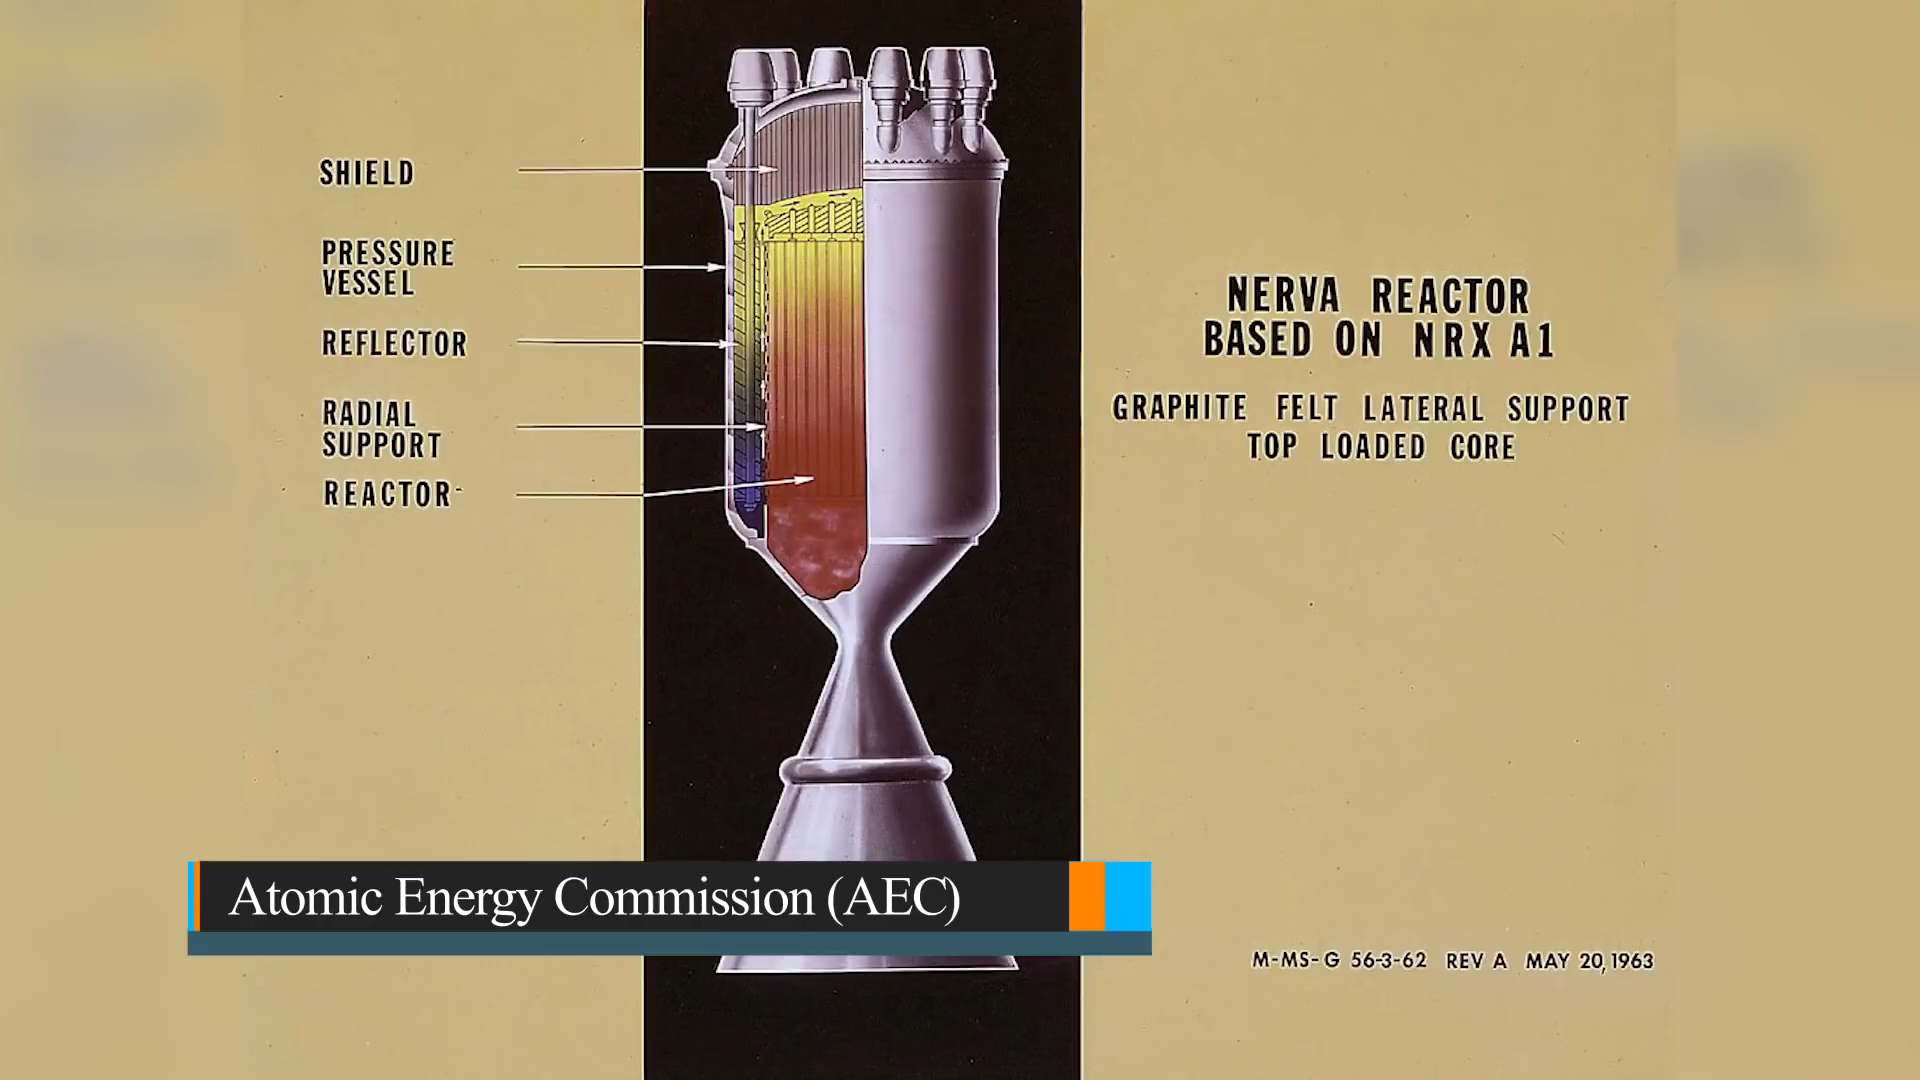 SHIELD
PRESSURE
VESSEL
REFLECTOR
RADIAL
SUPPORT
REACTOR
NERVA REACTOR
BASED ON NRX A1
GRAPHITE FELT LATERAL SUPPORT
TOP LOADED CORE
Atomic Energy Commission (AEC)
M-MS-G 56-3-62 REV A MAY 20, 1963